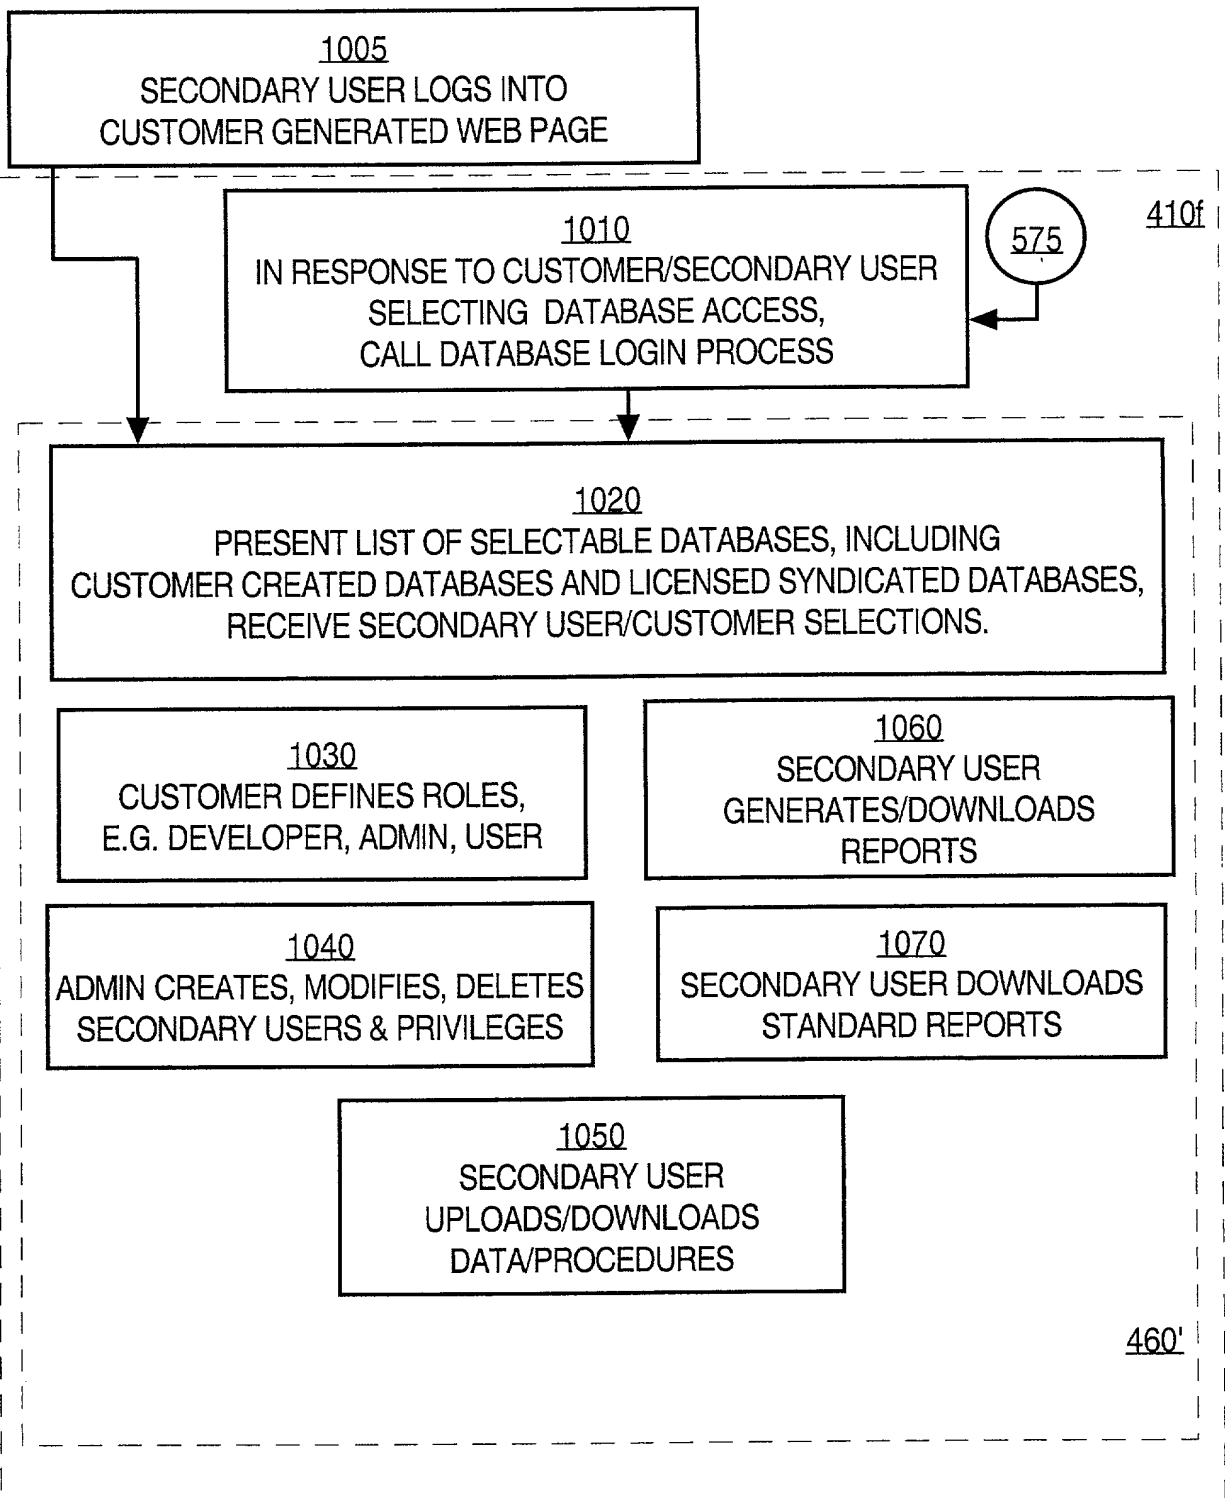 1005
SECONDARY USER LOGS INTO
CUSTOMER GENERATED WEB PAGE
410f
1010
IN RESPONSE TO CUSTOMER/SECONDARY USER
SELECTING DATABASE ACCESS,
CALL DATABASE LOGIN PROCESS
575
1020
PRESENT LIST OF SELECTABLE DATABASES, INCLUDING
CUSTOMER CREATED DATABASES AND LICENSED SYNDICATED DATABASES,
RECEIVE SECONDARY USER/CUSTOMER SELECTIONS.
1030
CUSTOMER DEFINES ROLES,
E.G. DEVELOPER, ADMIN, USER
1060
SECONDARY USER
GENERATES/DOWNLOADS
REPORTS
1040
ADMIN CREATES, MODIFIES, DELETES
SECONDARY USERS & PRIVILEGES
1070
SECONDARY USER DOWNLOADS
STANDARD REPORTS
1050
SECONDARY USER
UPLOADS/DOWNLOADS
DATA/PROCEDURES
460'